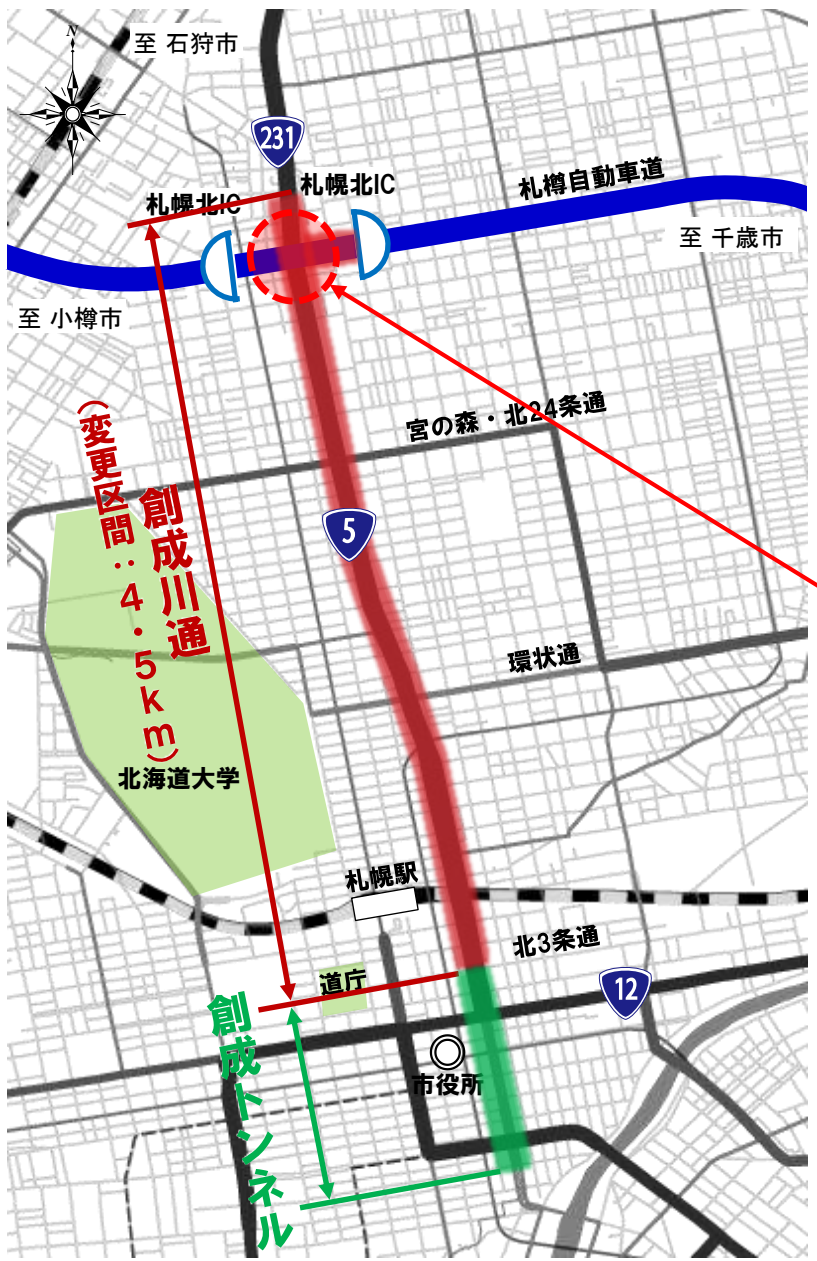 N
至 石狩市
231
札幌北IC
札幌北IC
札樽自動車道
至 千歳市
至 小樽市
宮の森・北24条通
創成川通
(変更区間:4.5km)
5
環状通
北海道大学
札幌駅
北3条通
道庁
12
創成トンネル
市役所